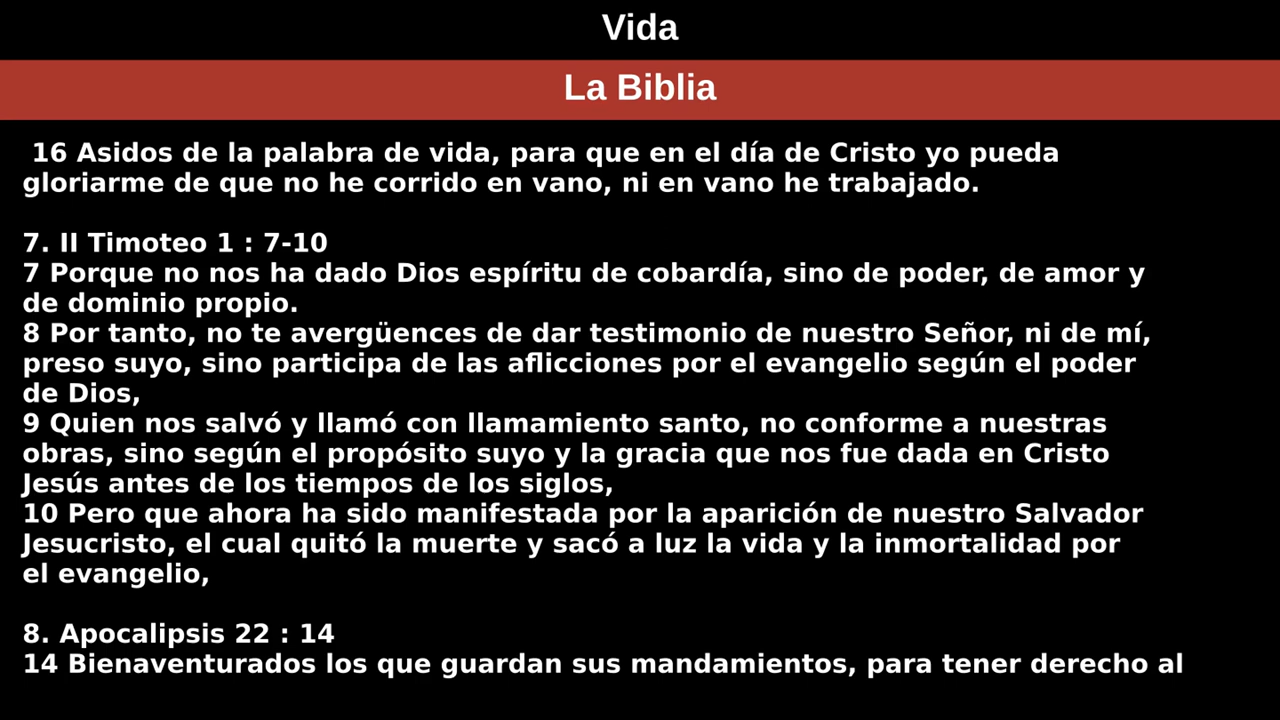 Vida
La Biblia
16 Asidos de la palabra de vida, para que en el día de Cristo yo pueda
gloriarme de que no he corrido en vano, ni en vano he trabajado.
7. II Timoteo 1 : 7-10
7 Porque no nos ha dado Dios espíritu de cobardía, sino de poder, de amor y
de dominio propio.
8 Por tanto, no te avergüences de dar testimonio de nuestro Señor, ni de mí,
preso suyo, sino participa de las aflicciones por el evangelio según el poder
de Dios,
9 Quien nos salvó y llamó con llamamiento santo, no conforme a nuestras
obras, sino según el propósito suyo y la gracia que nos fue dada en Cristo
Jesús antes de los tiempos de los siglos,
10 Pero que ahora ha sido manifestada por la aparición de nuestro Salvador
Jesucristo, el cual quitó la muerte y sacó a luz la vida y la inmortalidad por
el evangelio,
8. Apocalipsis 22 : 14
14 Bienaventurados los que guardan sus mandamientos, para tener derecho al